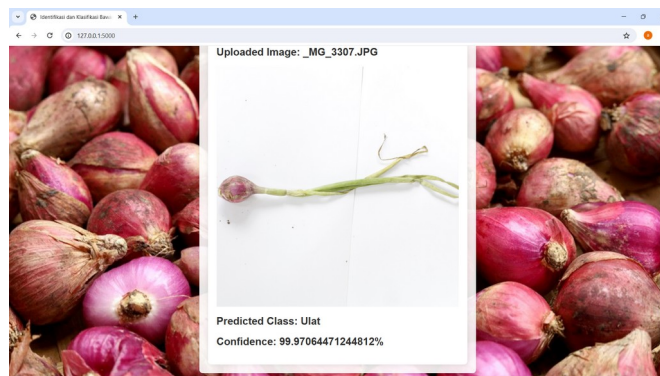 Identifikasi dan Klasifikasi Bawa
127.0.0.1:5000
Uploaded Image: _MG_3307.JPG
Predicted Class: Ulat
Confidence: 99.97064471244812%